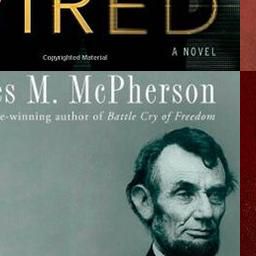 IRED
A NOVEL
Copyrighted Material
es M. McPherson
e-winning author of Battle Cry of Freedom